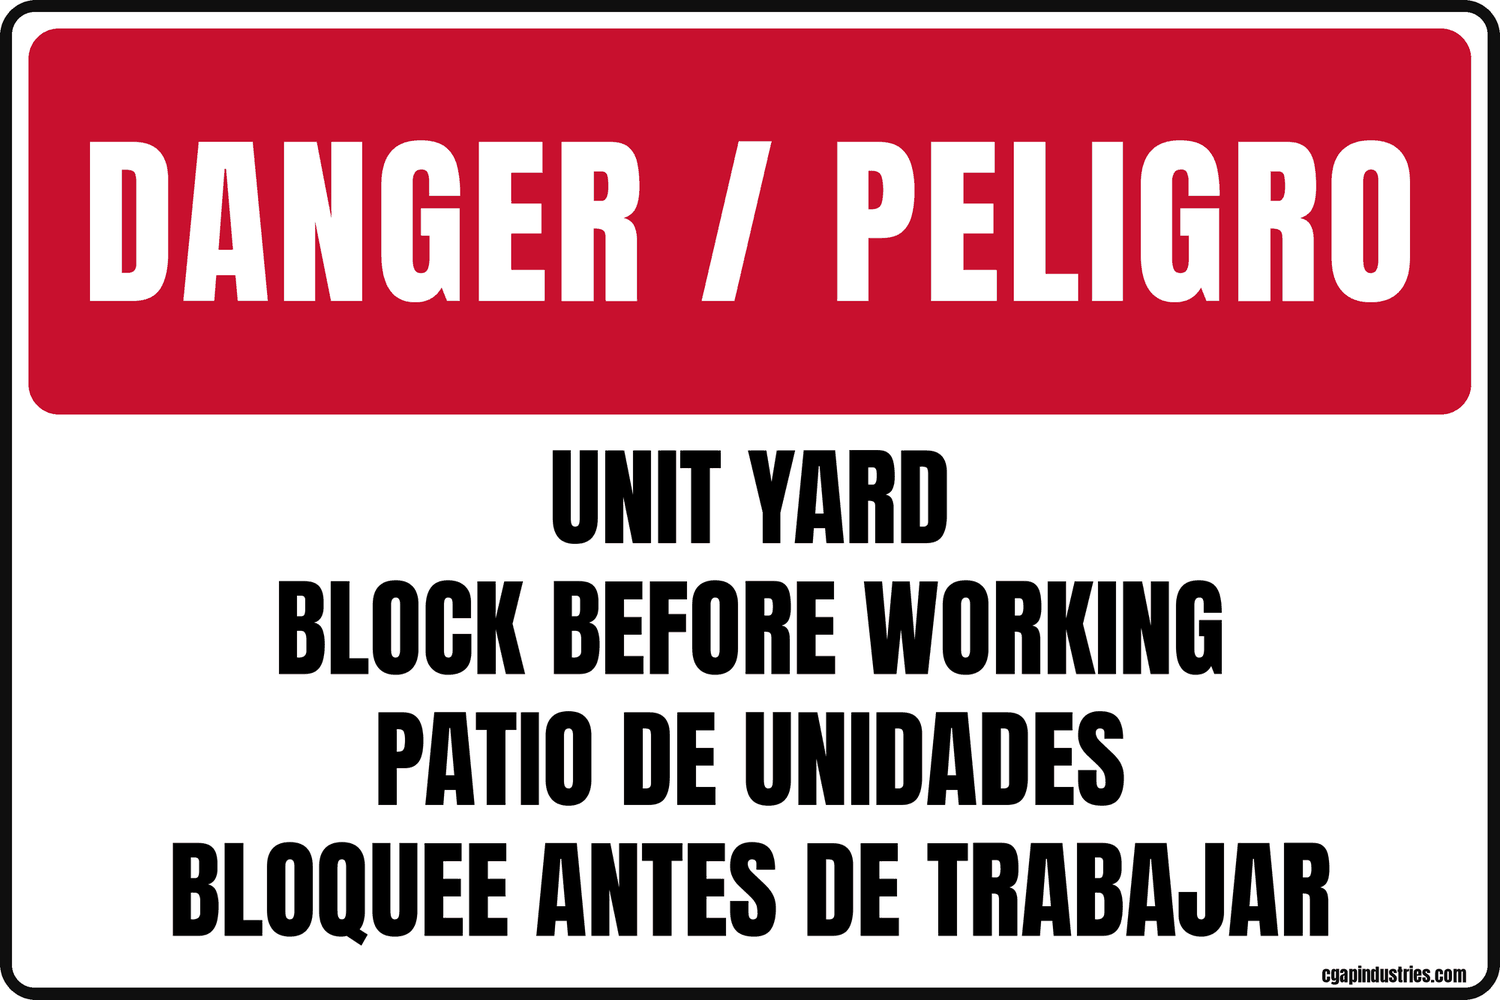 DANGER / PELIGRO
UNIT YARD
BLOCK BEFORE WORKING
PATIO DE UNIDADES
BLOQUEE ANTES DE TRABAJAR
cgapindustries.com